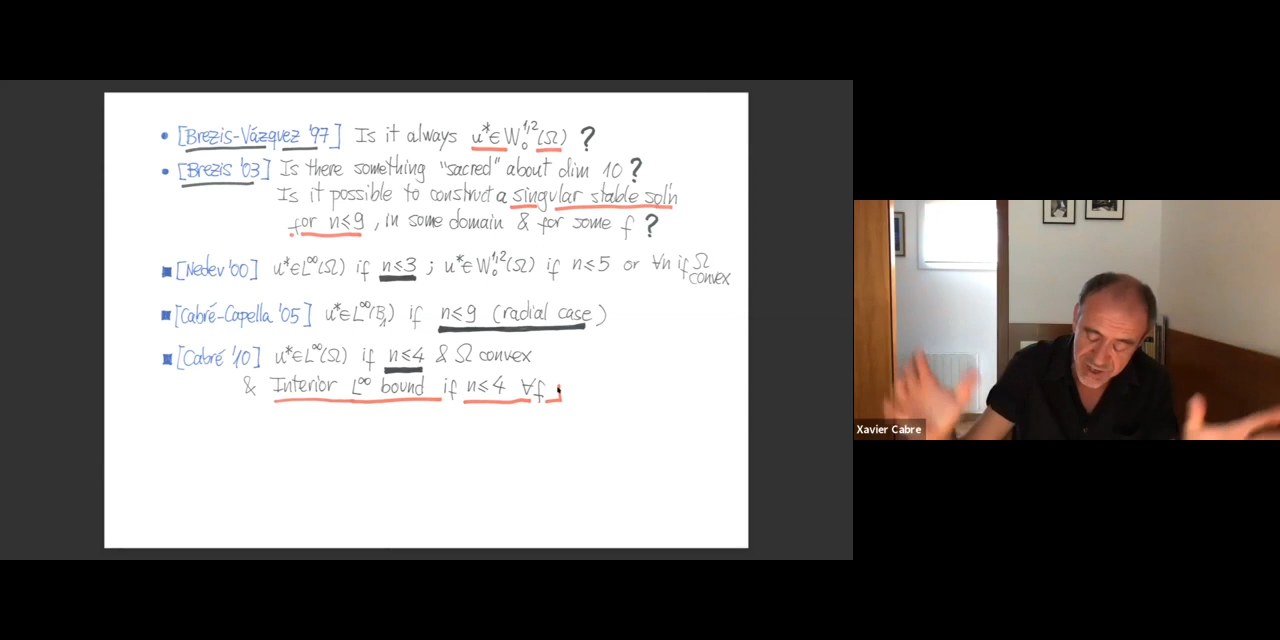 • [Brezis-Vázquez '97] Is it always u*∈W₀^{1,2}(Ω) ?
• [Brezis '03] Is there something "sacred" about dim 10 ?
Is it possible to construct a singular stable sol'n
for n≤9, in some domain & for some f ?
■ [Nedev '00] u*∈L^∞(Ω) if n≤3 ; u*∈W₀^{1,2}(Ω) if n≤5 or ∀n if Ω
convex
■ [Cabré-Capella '05] u*∈L^∞(B₁) if n≤9 (radial case)
■ [Cabré '10] u*∈L^∞(Ω) if n≤4 & Ω convex
& Interior L^∞ bound if n≤4 ∀f
Xavier Cabre